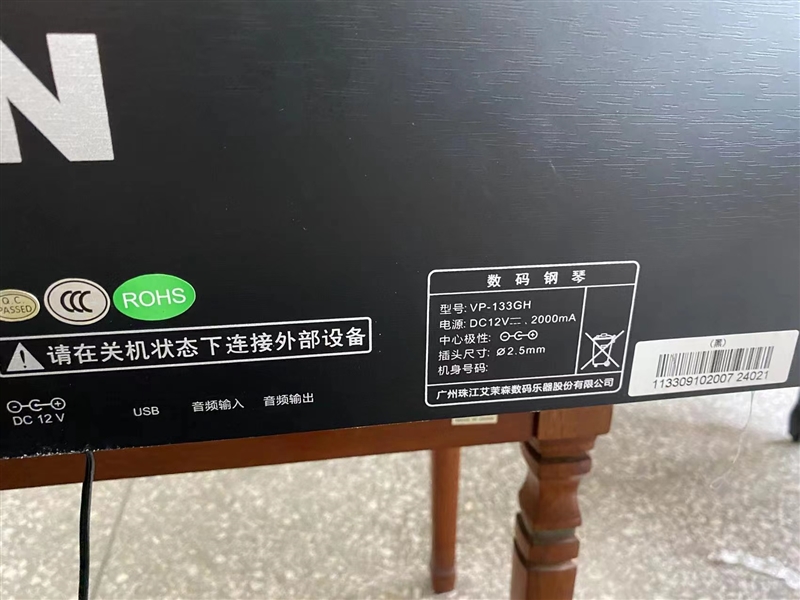 N
Q.C.
PASSED
CCC
ROHS
请在关机状态下连接外部设备
DC 12 V
USB
音频输入
音频输出
数码钢琴
型号: VP-133GH
电源: DC12V⎓, 2000mA
中心极性:
插头尺寸: Ø2.5mm
机身号码:
广州珠江艾茉森数码乐器股份有限公司
(黑)
113309102007 24021